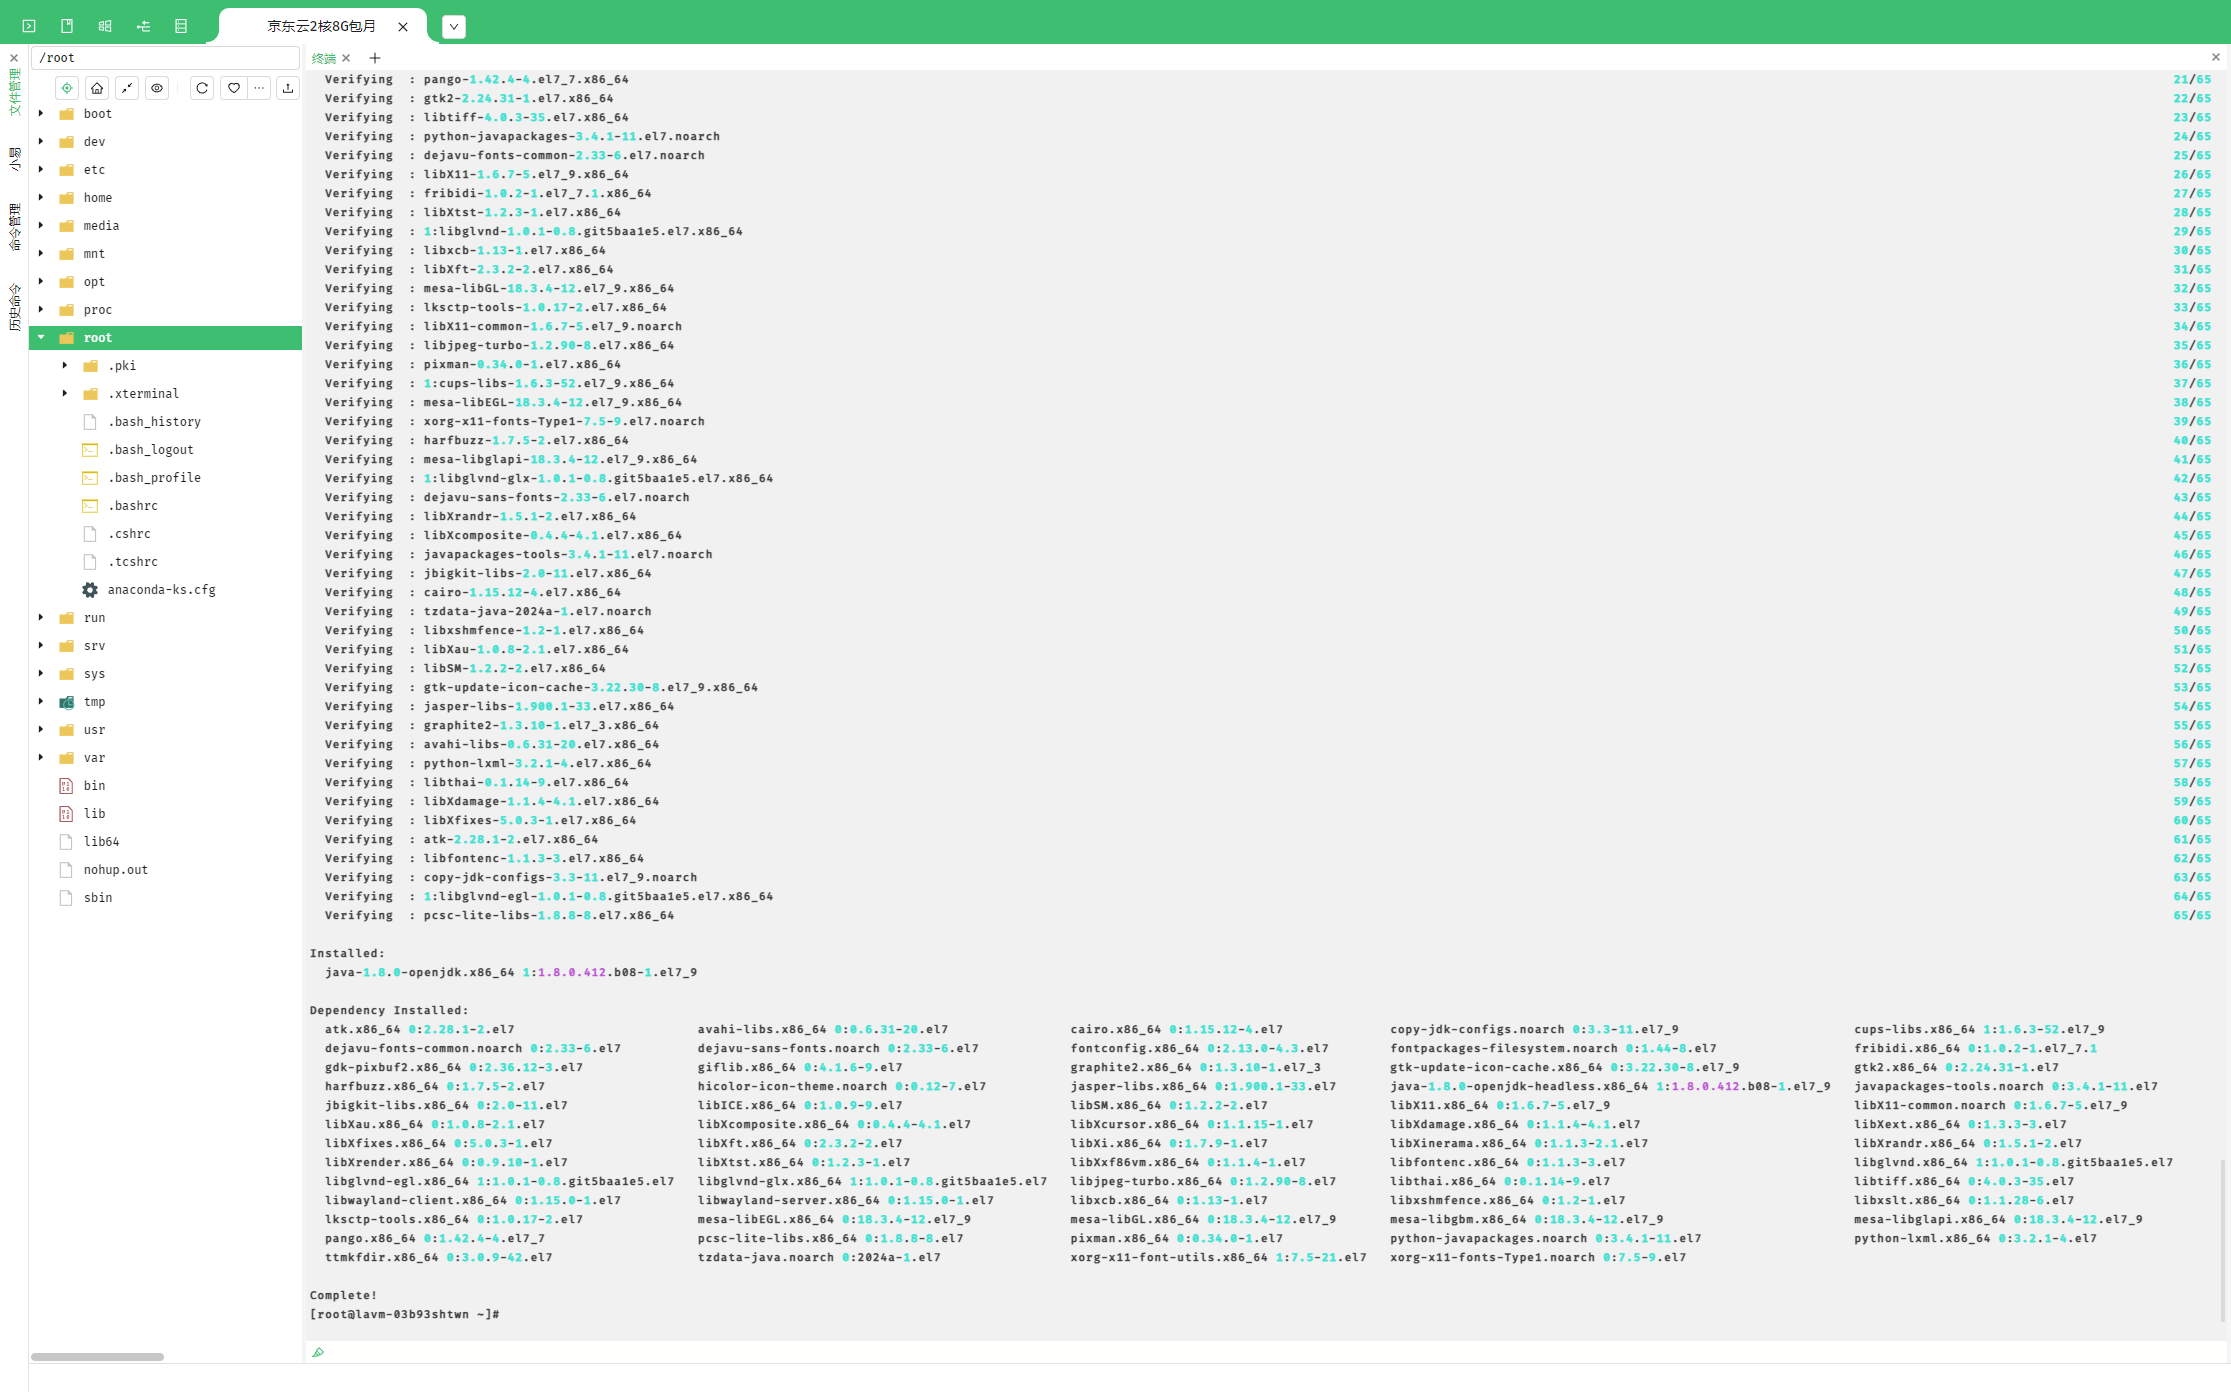 京东云2核8G包月
/root
文件管理
小易
命令管理
历史命令
boot
dev
etc
home
media
mnt
opt
proc
root
.pki
.xterminal
.bash_history
.bash_logout
.bash_profile
.bashrc
.cshrc
.tcshrc
anaconda-ks.cfg
run
srv
sys
tmp
usr
var
bin
lib
lib64
nohup.out
sbin
终端
Verifying : pango-1.42.4-4.el7_7.x86_64 21/65
Verifying : gtk2-2.24.31-1.el7.x86_64 22/65
Verifying : libtiff-4.0.3-35.el7.x86_64 23/65
Verifying : python-javapackages-3.4.1-11.el7.noarch 24/65
Verifying : dejavu-fonts-common-2.33-6.el7.noarch 25/65
Verifying : libX11-1.6.7-5.el7_9.x86_64 26/65
Verifying : fribidi-1.0.2-1.el7_7.1.x86_64 27/65
Verifying : libXtst-1.2.3-1.el7.x86_64 28/65
Verifying : 1:libglvnd-1.0.1-0.8.git5baa1e5.el7.x86_64 29/65
Verifying : libxcb-1.13-1.el7.x86_64 30/65
Verifying : libXft-2.3.2-2.el7.x86_64 31/65
Verifying : mesa-libGL-18.3.4-12.el7_9.x86_64 32/65
Verifying : lksctp-tools-1.0.17-2.el7.x86_64 33/65
Verifying : libX11-common-1.6.7-5.el7_9.noarch 34/65
Verifying : libjpeg-turbo-1.2.90-8.el7.x86_64 35/65
Verifying : pixman-0.34.0-1.el7.x86_64 36/65
Verifying : 1:cups-libs-1.6.3-52.el7_9.x86_64 37/65
Verifying : mesa-libEGL-18.3.4-12.el7_9.x86_64 38/65
Verifying : xorg-x11-fonts-Type1-7.5-9.el7.noarch 39/65
Verifying : harfbuzz-1.7.5-2.el7.x86_64 40/65
Verifying : mesa-libglapi-18.3.4-12.el7_9.x86_64 41/65
Verifying : 1:libglvnd-glx-1.0.1-0.8.git5baa1e5.el7.x86_64 42/65
Verifying : dejavu-sans-fonts-2.33-6.el7.noarch 43/65
Verifying : libXrandr-1.5.1-2.el7.x86_64 44/65
Verifying : libXcomposite-0.4.4-4.1.el7.x86_64 45/65
Verifying : javapackages-tools-3.4.1-11.el7.noarch 46/65
Verifying : jbigkit-libs-2.0-11.el7.x86_64 47/65
Verifying : cairo-1.15.12-4.el7.x86_64 48/65
Verifying : tzdata-java-2024a-1.el7.noarch 49/65
Verifying : libxshmfence-1.2-1.el7.x86_64 50/65
Verifying : libXau-1.0.8-2.1.el7.x86_64 51/65
Verifying : libSM-1.2.2-2.el7.x86_64 52/65
Verifying : gtk-update-icon-cache-3.22.30-8.el7_9.x86_64 53/65
Verifying : jasper-libs-1.900.1-33.el7.x86_64 54/65
Verifying : graphite2-1.3.10-1.el7_3.x86_64 55/65
Verifying : avahi-libs-0.6.31-20.el7.x86_64 56/65
Verifying : python-lxml-3.2.1-4.el7.x86_64 57/65
Verifying : libthai-0.1.14-9.el7.x86_64 58/65
Verifying : libXdamage-1.1.4-4.1.el7.x86_64 59/65
Verifying : libXfixes-5.0.3-1.el7.x86_64 60/65
Verifying : atk-2.28.1-2.el7.x86_64 61/65
Verifying : libfontenc-1.1.3-3.el7.x86_64 62/65
Verifying : copy-jdk-configs-3.3-11.el7_9.noarch 63/65
Verifying : 1:libglvnd-egl-1.0.1-0.8.git5baa1e5.el7.x86_64 64/65
Verifying : pcsc-lite-libs-1.8.8-8.el7.x86_64 65/65
Installed:
java-1.8.0-openjdk.x86_64 1:1.8.0.412.b08-1.el7_9
Dependency Installed:
atk.x86_64 0:2.28.1-2.el7 avahi-libs.x86_64 0:0.6.31-20.el7 cairo.x86_64 0:1.15.12-4.el7 copy-jdk-configs.noarch 0:3.3-11.el7_9 cups-libs.x86_64 1:1.6.3-52.el7_9
dejavu-fonts-common.noarch 0:2.33-6.el7 dejavu-sans-fonts.noarch 0:2.33-6.el7 fontconfig.x86_64 0:2.13.0-4.3.el7 fontpackages-filesystem.noarch 0:1.44-8.el7 fribidi.x86_64 0:1.0.2-1.el7_7.1
gdk-pixbuf2.x86_64 0:2.36.12-3.el7 giflib.x86_64 0:4.1.6-9.el7 graphite2.x86_64 0:1.3.10-1.el7_3 gtk-update-icon-cache.x86_64 0:3.22.30-8.el7_9 gtk2.x86_64 0:2.24.31-1.el7
harfbuzz.x86_64 0:1.7.5-2.el7 hicolor-icon-theme.noarch 0:0.12-7.el7 jasper-libs.x86_64 0:1.900.1-33.el7 java-1.8.0-openjdk-headless.x86_64 1:1.8.0.412.b08-1.el7_9 javapackages-tools.noarch 0:3.4.1-11.el7
jbigkit-libs.x86_64 0:2.0-11.el7 libICE.x86_64 0:1.0.9-9.el7 libSM.x86_64 0:1.2.2-2.el7 libX11.x86_64 0:1.6.7-5.el7_9 libX11-common.noarch 0:1.6.7-5.el7_9
libXau.x86_64 0:1.0.8-2.1.el7 libXcomposite.x86_64 0:0.4.4-4.1.el7 libXcursor.x86_64 0:1.1.15-1.el7 libXdamage.x86_64 0:1.1.4-4.1.el7 libXext.x86_64 0:1.3.3-3.el7
libXfixes.x86_64 0:5.0.3-1.el7 libXft.x86_64 0:2.3.2-2.el7 libXi.x86_64 0:1.7.9-1.el7 libXinerama.x86_64 0:1.1.3-2.1.el7 libXrandr.x86_64 0:1.5.1-2.el7
libXrender.x86_64 0:0.9.10-1.el7 libXtst.x86_64 0:1.2.3-1.el7 libXxf86vm.x86_64 0:1.1.4-1.el7 libfontenc.x86_64 0:1.1.3-3.el7 libglvnd.x86_64 1:1.0.1-0.8.git5baa1e5.el7
libglvnd-egl.x86_64 1:1.0.1-0.8.git5baa1e5.el7 libglvnd-glx.x86_64 1:1.0.1-0.8.git5baa1e5.el7 libjpeg-turbo.x86_64 0:1.2.90-8.el7 libthai.x86_64 0:0.1.14-9.el7 libtiff.x86_64 0:4.0.3-35.el7
libwayland-client.x86_64 0:1.15.0-1.el7 libwayland-server.x86_64 0:1.15.0-1.el7 libxcb.x86_64 0:1.13-1.el7 libxshmfence.x86_64 0:1.2-1.el7 libxslt.x86_64 0:1.1.28-6.el7
lksctp-tools.x86_64 0:1.0.17-2.el7 mesa-libEGL.x86_64 0:18.3.4-12.el7_9 mesa-libGL.x86_64 0:18.3.4-12.el7_9 mesa-libgbm.x86_64 0:18.3.4-12.el7_9 mesa-libglapi.x86_64 0:18.3.4-12.el7_9
pango.x86_64 0:1.42.4-4.el7_7 pcsc-lite-libs.x86_64 0:1.8.8-8.el7 pixman.x86_64 0:0.34.0-1.el7 python-javapackages.noarch 0:3.4.1-11.el7 python-lxml.x86_64 0:3.2.1-4.el7
ttmkfdir.x86_64 0:3.0.9-42.el7 tzdata-java.noarch 0:2024a-1.el7 xorg-x11-font-utils.x86_64 1:7.5-21.el7 xorg-x11-fonts-Type1.noarch 0:7.5-9.el7
Complete!
[root@lavm-03b93shtwn ~]#